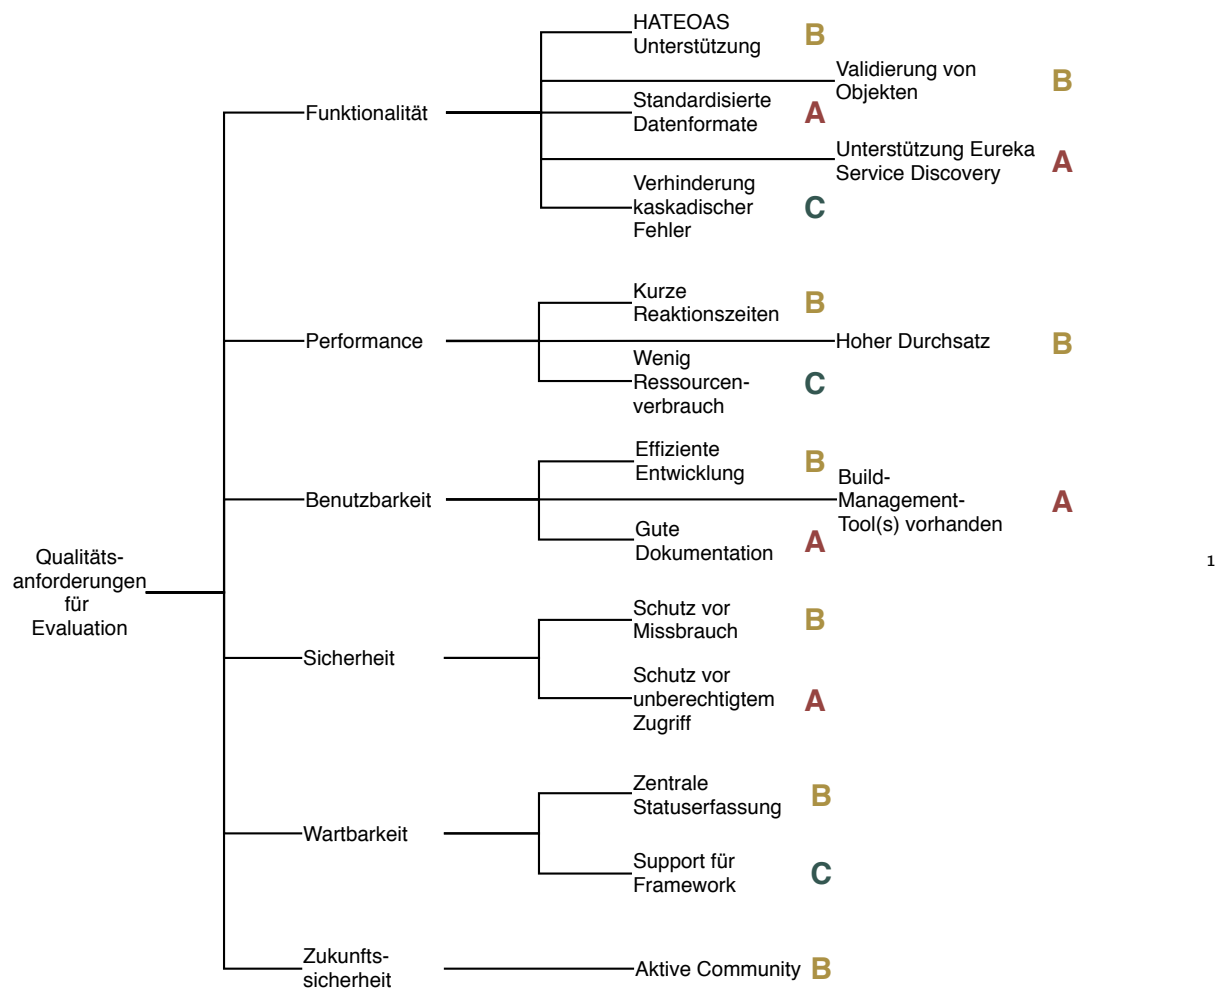 Qualitäts-
anforderungen
für
Evaluation
Funktionalität
HATEOAS
Unterstützung
B
Validierung von
Objekten
B
Standardisierte
Datenformate
A
Unterstützung Eureka
Service Discovery
A
Verhinderung
kaskadischer
Fehler
C
Performance
Kurze
Reaktionszeiten
B
Hoher Durchsatz
B
Wenig
Ressourcen-
verbrauch
C
Benutzbarkeit
Effiziente
Entwicklung
B
Build-
Management-
Tool(s) vorhanden
A
Gute
Dokumentation
A
Sicherheit
Schutz vor
Missbrauch
B
Schutz vor
unberechtigtem
Zugriff
A
Wartbarkeit
Zentrale
Statuserfassung
B
Support für
Framework
C
Zukunfts-
sicherheit
Aktive Community
B
1